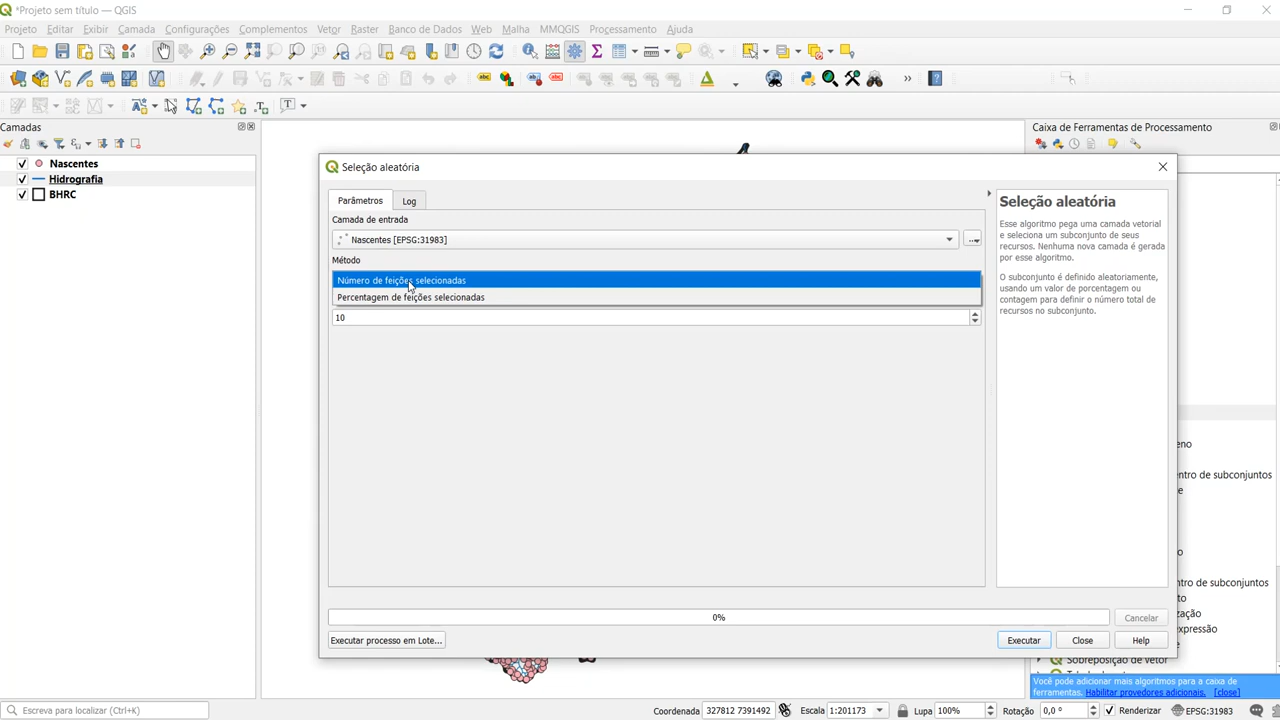 *Projeto sem título — QGIS
Projeto Editar Exibir Camada Configurações Complementos Vetor Raster Banco de Dados Web Malha MMQGIS Processamento Ajuda
Camadas
Nascentes
Hidrografia
BHRC
Caixa de Ferramentas de Processamento
Seleção aleatória
Parâmetros Log
Camada de entrada
Nascentes [EPSG:31983]
Método
Número de feições selecionadas
Percentagem de feições selecionadas
10
Seleção aleatória
Esse algoritmo pega uma camada vetorial
e seleciona um subconjunto de seus
recursos. Nenhuma nova camada é gerada
por esse algoritmo.
O subconjunto é definido aleatoriamente,
usando um valor de porcentagem ou
contagem para definir o número total de
recursos no subconjunto.
eno
entro de subconjuntos
e
o
ntro de subconjuntos
to
ização
expressão
e
Sobreposição de vetor
0%
Cancelar
Executar processo em Lote...
Executar Close Help
Você pode adicionar mais algoritmos para a caixa de
ferramentas. Habilitar provedores adicionais. [close]
Escreva para localizar (Ctrl+K)
Coordenada 327812 7391492 Escala 1:201173 Lupa 100% Rotação 0,0 ° Renderizar EPSG:31983